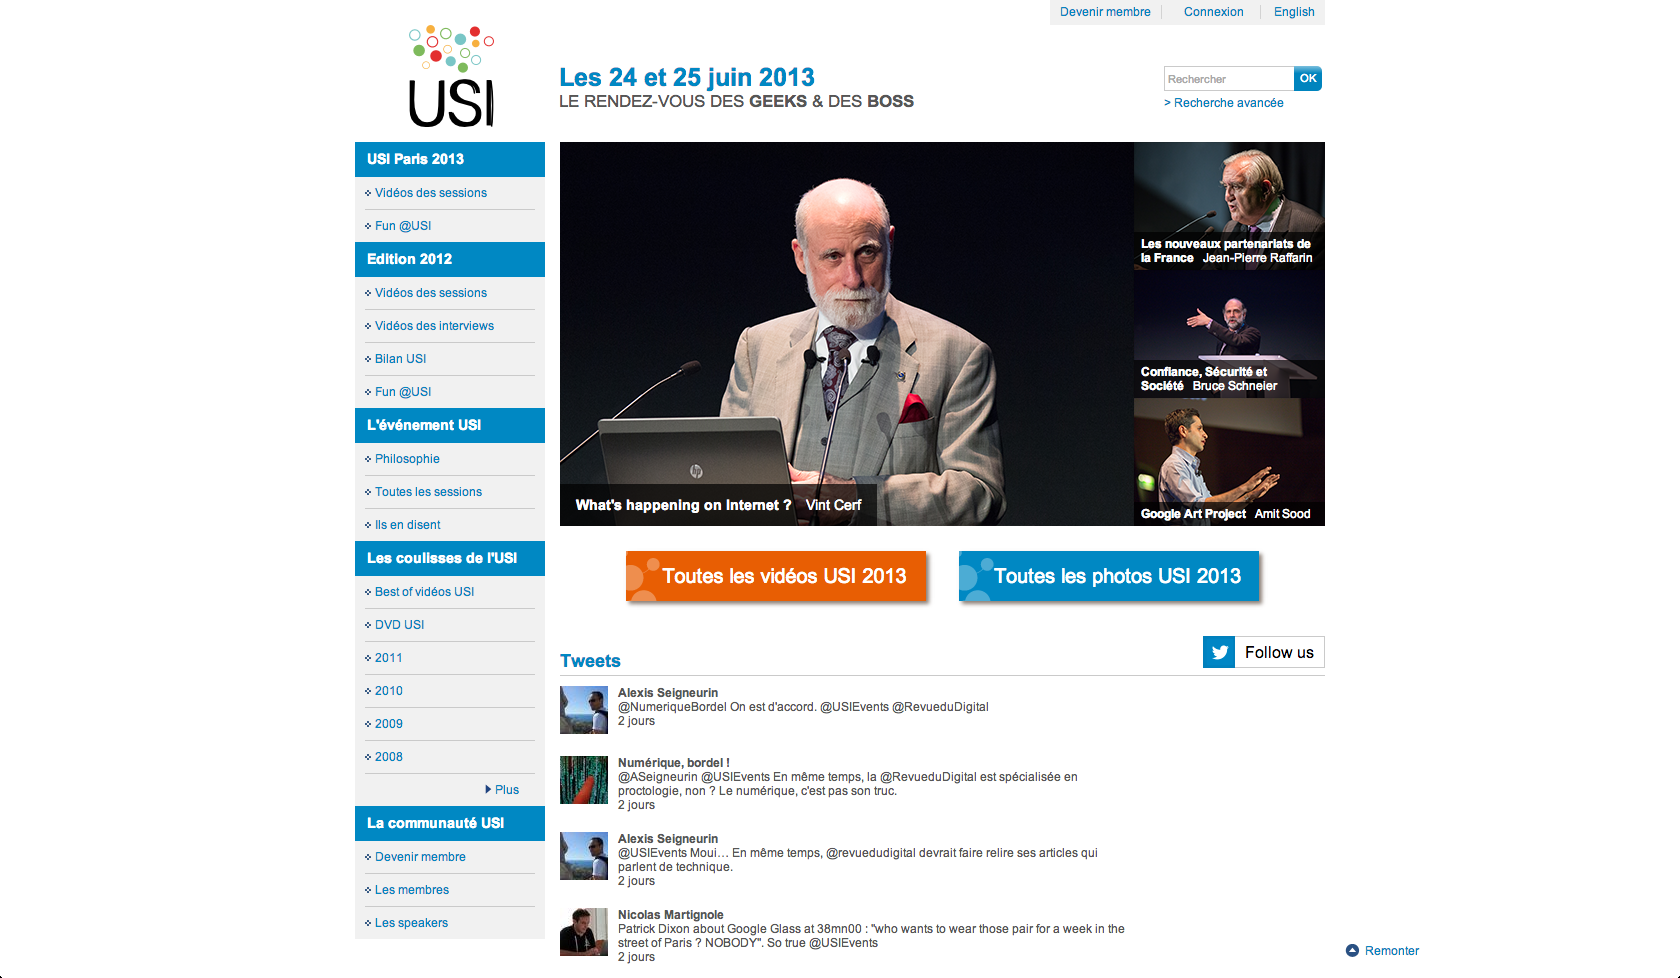 Devenir membre
Connexion
English
USI
Les 24 et 25 juin 2013
LE RENDEZ-VOUS DES GEEKS & DES BOSS
Rechercher
OK
> Recherche avancée
USI Paris 2013
Vidéos des sessions
Fun @USI
Edition 2012
Vidéos des sessions
Vidéos des interviews
Bilan USI
Fun @USI
L'événement USI
Philosophie
Toutes les sessions
Ils en disent
Les coulisses de l'USI
Best of vidéos USI
DVD USI
2011
2010
2009
2008
Plus
La communauté USI
Devenir membre
Les membres
Les speakers
hp
What's happening on Internet ? Vint Cerf
Les nouveaux partenariats de
la France Jean-Pierre Raffarin
Confiance, Sécurité et
Société Bruce Schneier
Google Art Project Amit Sood
Toutes les vidéos USI 2013
Toutes les photos USI 2013
Tweets
Follow us
Alexis Seigneurin
@NumeriqueBordel On est d'accord. @USIEvents @RevueduDigital
2 jours
Numérique, bordel !
@ASeigneurin @USIEvents En même temps, la @RevueduDigital est spécialisée en
proctologie, non ? Le numérique, c'est pas son truc.
2 jours
Alexis Seigneurin
@USIEvents Moui… En même temps, @revuedudigital devrait faire relire ses articles qui
parlent de technique.
2 jours
Nicolas Martignole
Patrick Dixon about Google Glass at 38mn00 : "who wants to wear those pair for a week in the
street of Paris ? NOBODY". So true @USIEvents
2 jours
Remonter